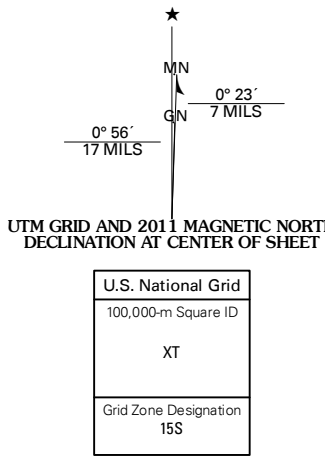 ★
MN
0° 23´
7 MILS
GN
0° 56´
17 MILS
UTM GRID AND 2011 MAGNETIC NORTH
DECLINATION AT CENTER OF SHEET
U.S. National Grid
100,000-m Square ID
XT
Grid Zone Designation
15S